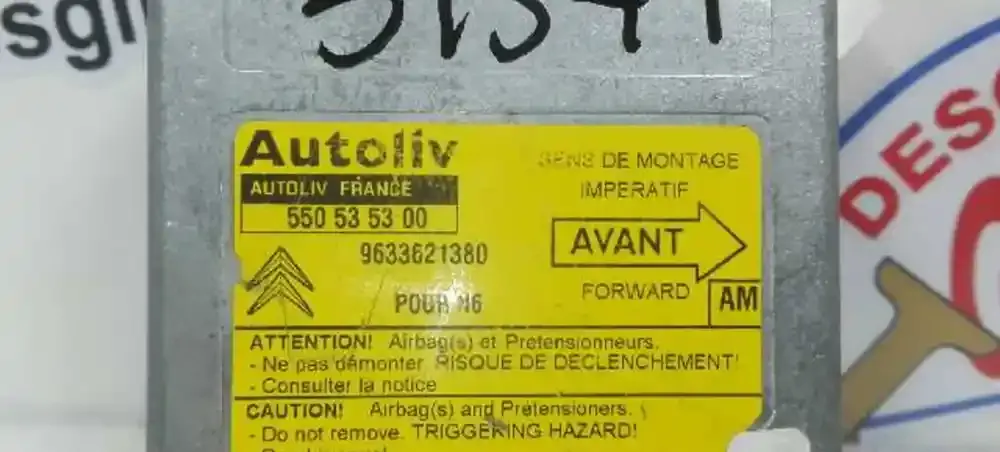 Autoliv
AUTOLIV FRANCE
550 53 53 00
9633621380
POUR N6
SENS DE MONTAGE
IMPERATIF
AVANT
FORWARD
AM
ATTENTION! Airbag(s) et Prétensionneurs.
- Ne pas démonter RISQUE DE DECLENCHEMENT!
- Consulter la notice
CAUTION! Airbag(s) and Pretensioners.
- Do not remove. TRIGGERING HAZARD!
DESG